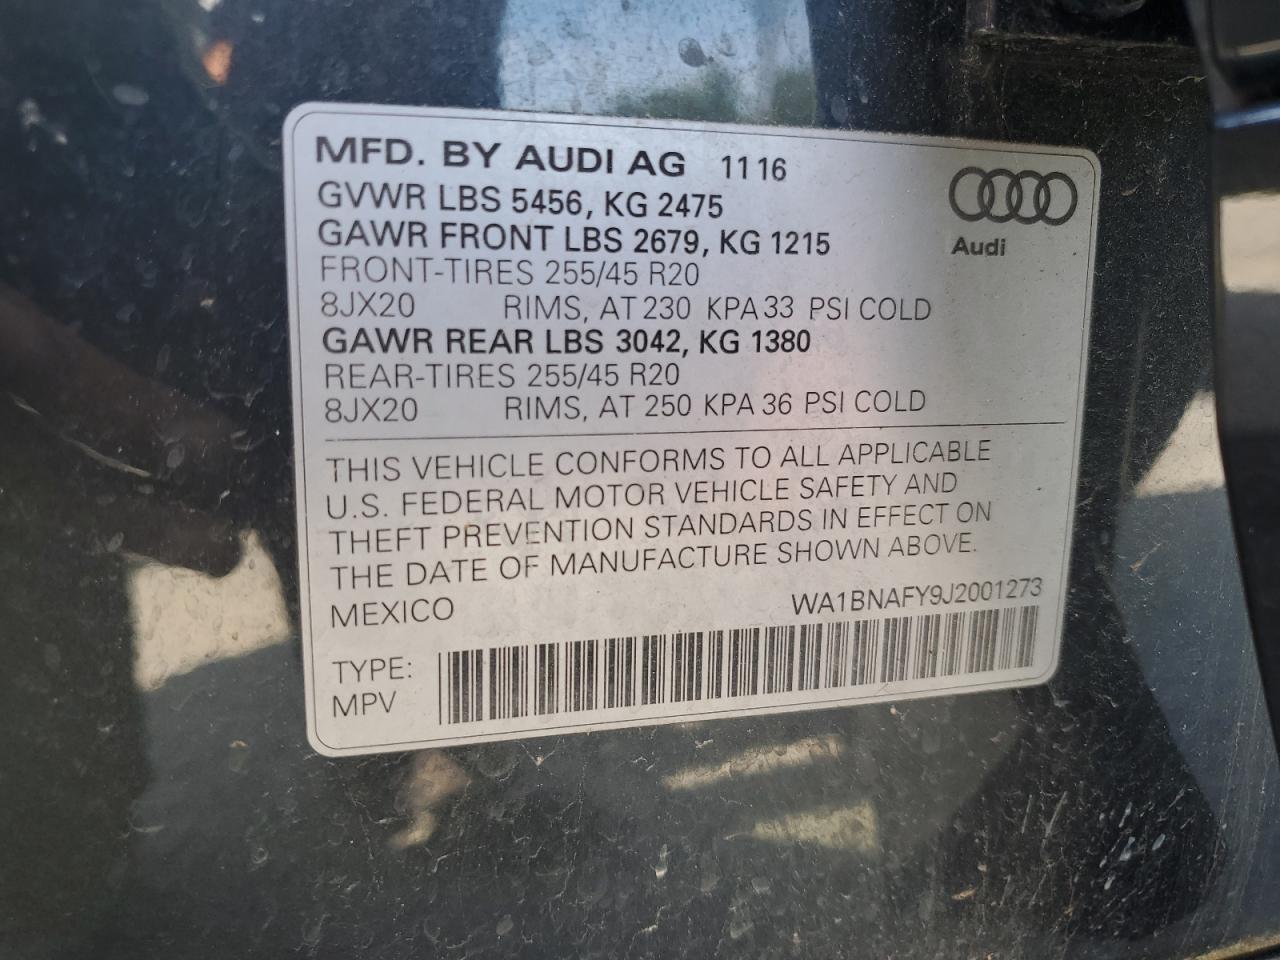 MFD. BY AUDI AG 11 16
GVWR LBS 5456, KG 2475
GAWR FRONT LBS 2679, KG 1215
Audi
FRONT-TIRES 255/45 R20
8JX20 RIMS, AT 230 KPA 33 PSI COLD
GAWR REAR LBS 3042, KG 1380
REAR-TIRES 255/45 R20
8JX20 RIMS, AT 250 KPA 36 PSI COLD
THIS VEHICLE CONFORMS TO ALL APPLICABLE
U.S. FEDERAL MOTOR VEHICLE SAFETY AND
THEFT PREVENTION STANDARDS IN EFFECT ON
THE DATE OF MANUFACTURE SHOWN ABOVE.
MEXICO WA1BNAFY9J2001273
TYPE:
MPV